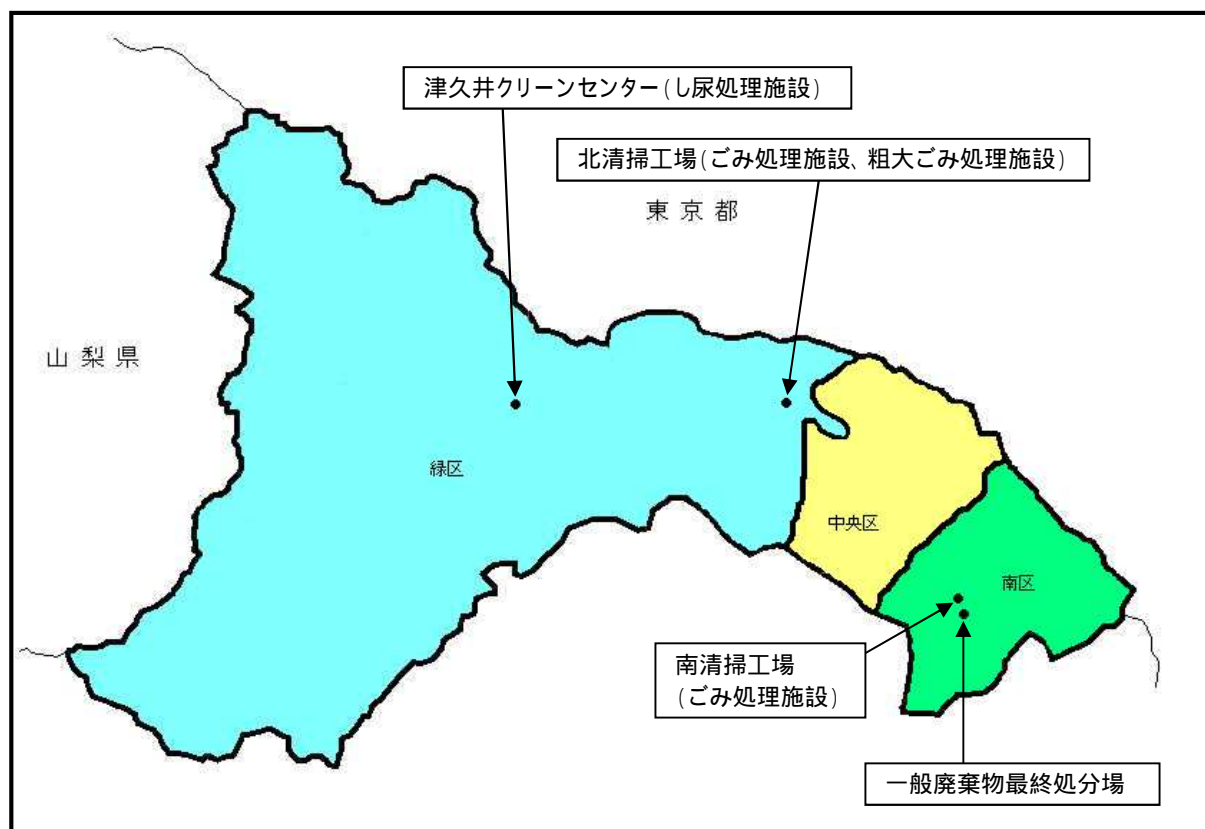 津久井クリーンセンター(し尿処理施設)
北清掃工場(ごみ処理施設、粗大ごみ処理施設)
東京都
山梨県
緑区
中央区
南区
南清掃工場
(ごみ処理施設)
一般廃棄物最終処分場